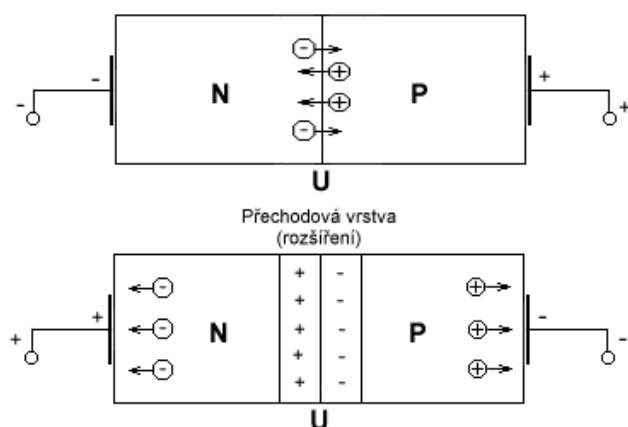 - - N - + P + +
- +
U
Přechodová vrstva
(rozšíření)
+ + - N + - + P - -
- + - +
- + - +
+ -
- + - +
+ -
U